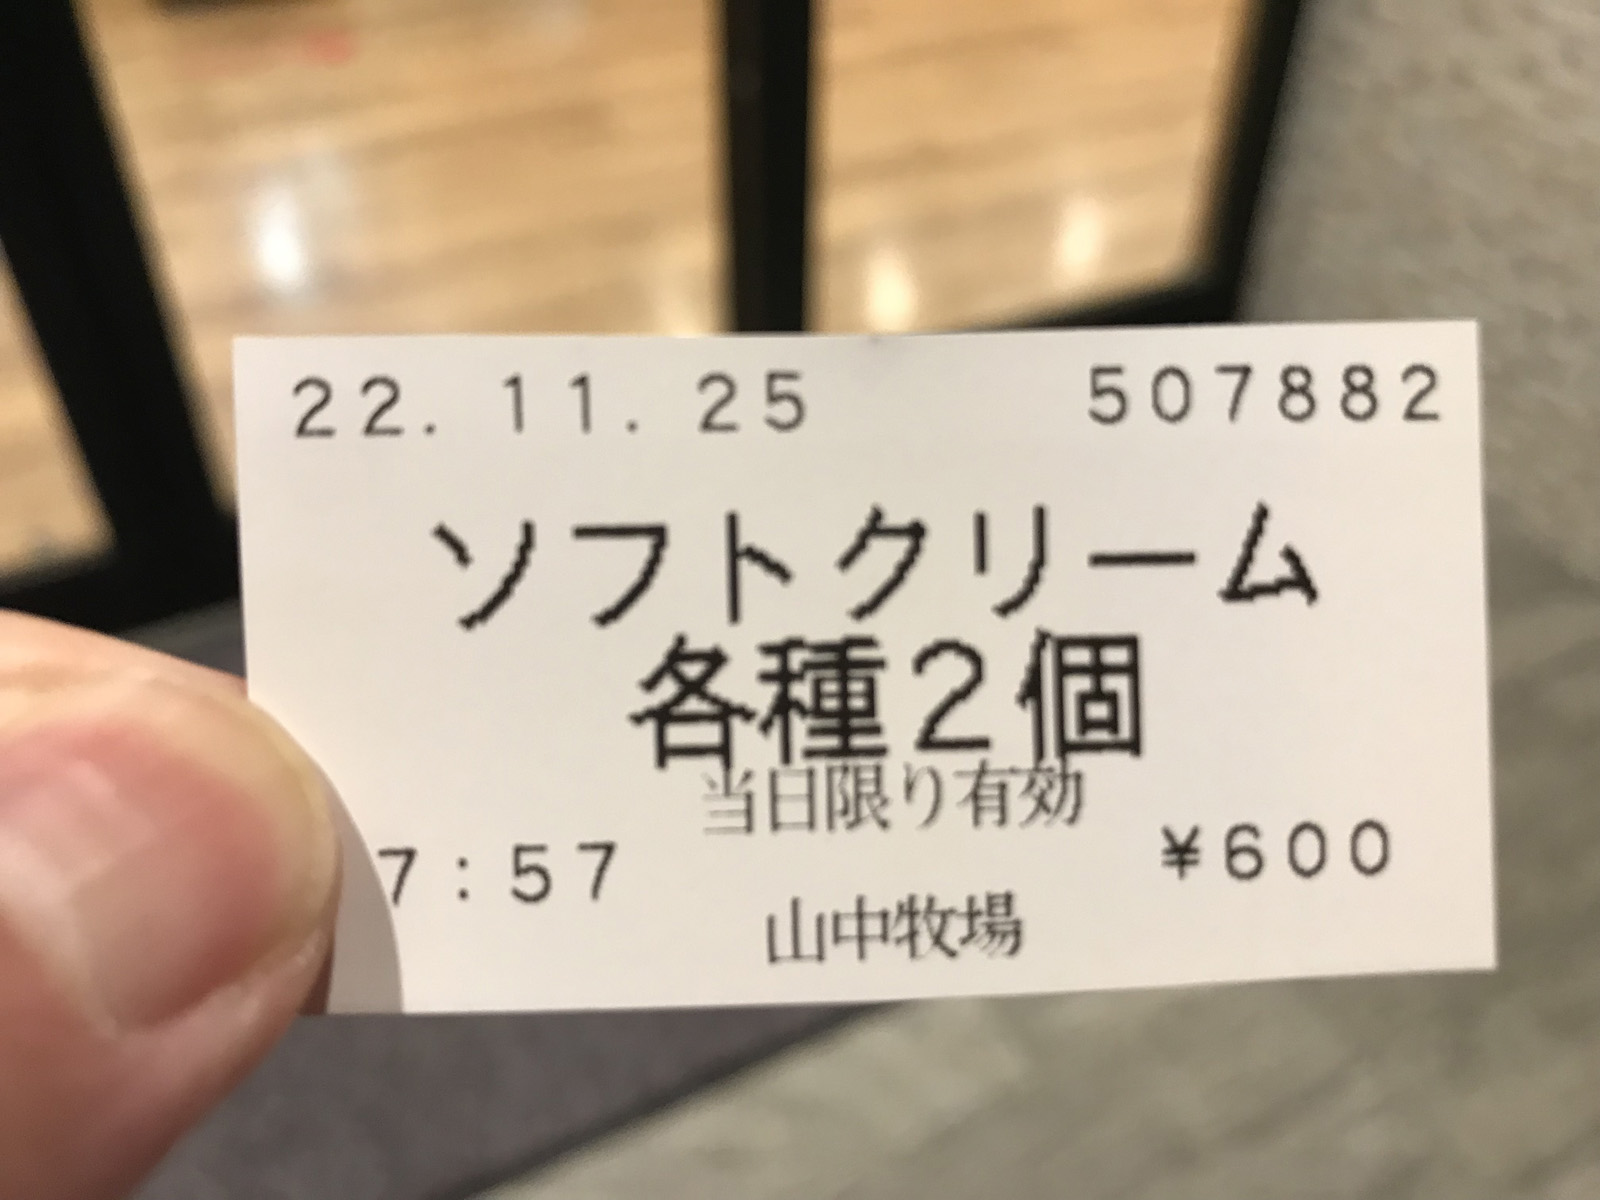 22.11.25 507882
ソフトクリーム
各種2個
当日限り有効
7:57 ¥600
山中牧場